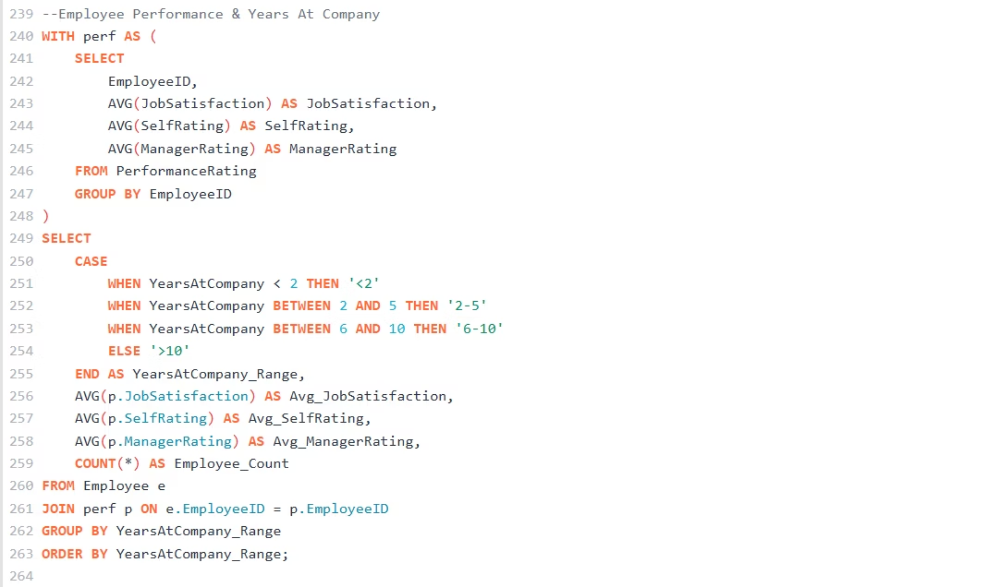 239 --Employee Performance & Years At Company
240 WITH perf AS (
241     SELECT
242         EmployeeID,
243         AVG(JobSatisfaction) AS JobSatisfaction,
244         AVG(SelfRating) AS SelfRating,
245         AVG(ManagerRating) AS ManagerRating
246     FROM PerformanceRating
247     GROUP BY EmployeeID
248 )
249 SELECT
250     CASE
251         WHEN YearsAtCompany < 2 THEN '<2'
252         WHEN YearsAtCompany BETWEEN 2 AND 5 THEN '2-5'
253         WHEN YearsAtCompany BETWEEN 6 AND 10 THEN '6-10'
254         ELSE '>10'
255     END AS YearsAtCompany_Range,
256     AVG(p.JobSatisfaction) AS Avg_JobSatisfaction,
257     AVG(p.SelfRating) AS Avg_SelfRating,
258     AVG(p.ManagerRating) AS Avg_ManagerRating,
259     COUNT(*) AS Employee_Count
260 FROM Employee e
261 JOIN perf p ON e.EmployeeID = p.EmployeeID
262 GROUP BY YearsAtCompany_Range
263 ORDER BY YearsAtCompany_Range;
264